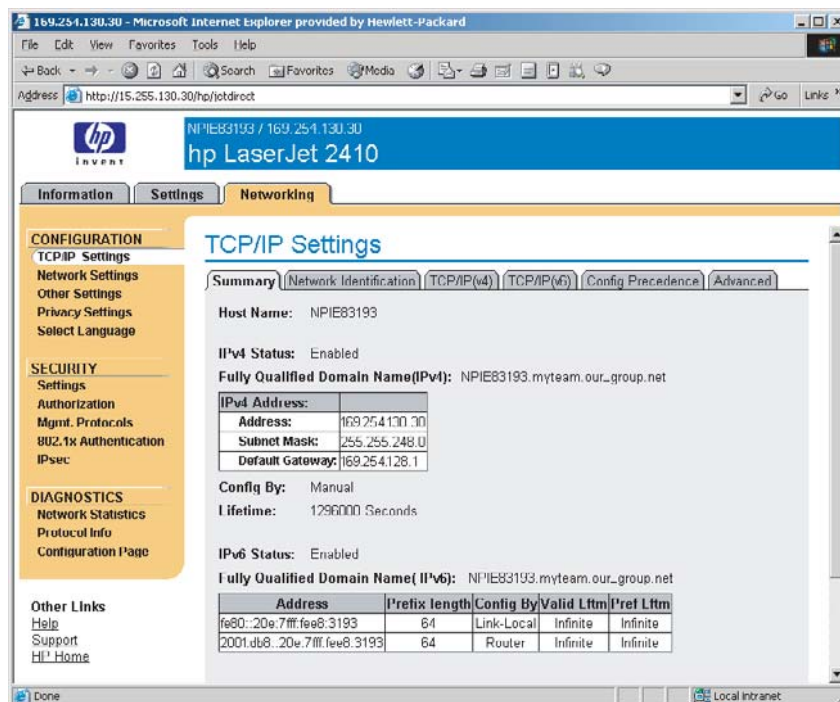 169.254.130.30 - Microsoft Internet Explorer provided by Hewlett-Packard
File Edit View Favorites Tools Help
Back Search Favorites Media
Address http://15.255.130.30/hp/jetdirect Go Links
hp
invent
NPIE83193 / 169.254.130.30
hp LaserJet 2410
Information Settings Networking
CONFIGURATION
TCP/IP Settings
Network Settings
Other Settings
Privacy Settings
Select Language
SECURITY
Settings
Authorization
Mgmt. Protocols
802.1x Authentication
IPsec
DIAGNOSTICS
Network Statistics
Protocol Info
Configuration Page
Other Links
Help
Support
HP Home
TCP/IP Settings
Summary Network Identification TCP/IP(v4) TCP/IP(v6) Config Precedence Advanced
Host Name: NPIE83193
IPv4 Status: Enabled
Fully Qualified Domain Name(IPv4): NPIE83193.myteam.our_group.net
IPv4 Address:
Address: 169.254.130.30
Subnet Mask: 255.255.248.0
Default Gateway: 169.254.128.1
Config By: Manual
Lifetime: 1296000 Seconds
IPv6 Status: Enabled
Fully Qualified Domain Name( IPv6): NPIE83193.myteam.our_group.net
Address Prefix length Config By Valid Lftm Pref Lftm
fe80::20e:7fff:fee8:3193 64 Link-Local Infinite Infinite
2001:db8::20e:7fff:fee8:3193 64 Router Infinite Infinite
Done Local intranet